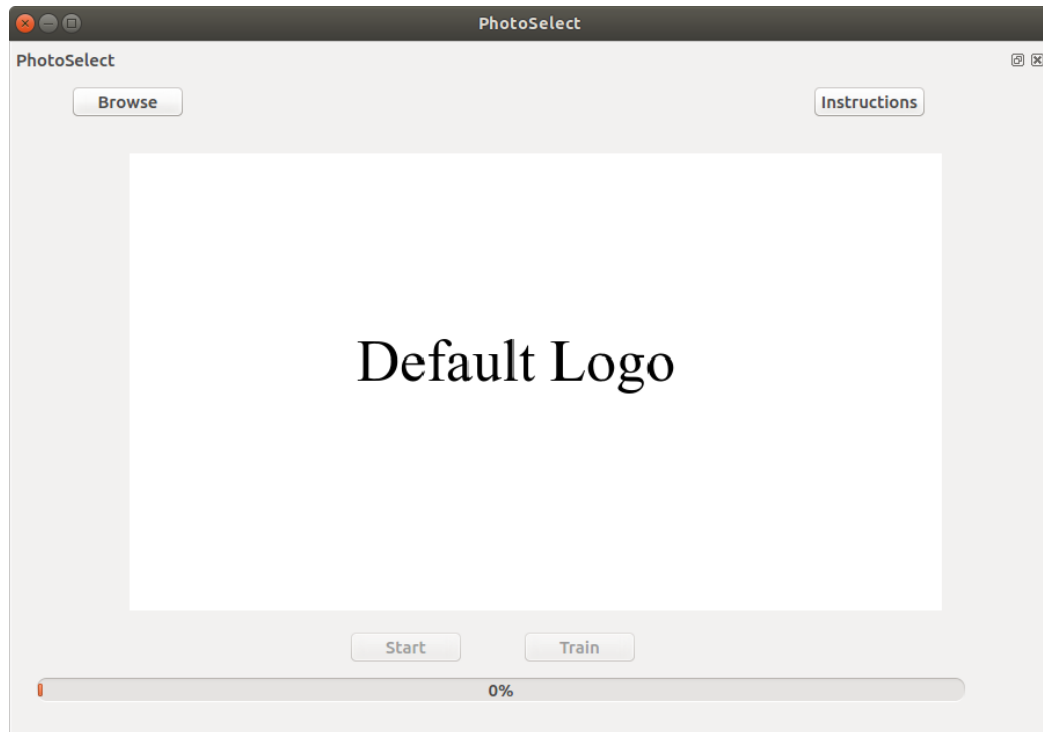 PhotoSelect
PhotoSelect
Browse Instructions
Default Logo
Start Train
0%